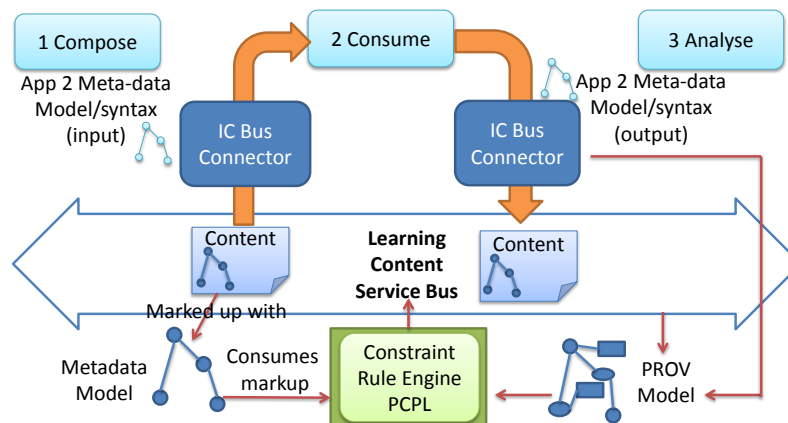 1 Compose
2 Consume
3 Analyse
App 2 Meta-data
Model/syntax
(input)
IC Bus
Connector
IC Bus
Connector
App 2 Meta-data
Model/syntax
(output)
Content
Learning
Content
Service Bus
Content
Marked up with
Metadata
Model
Consumes
markup
Constraint
Rule Engine
PCPL
PROV
Model